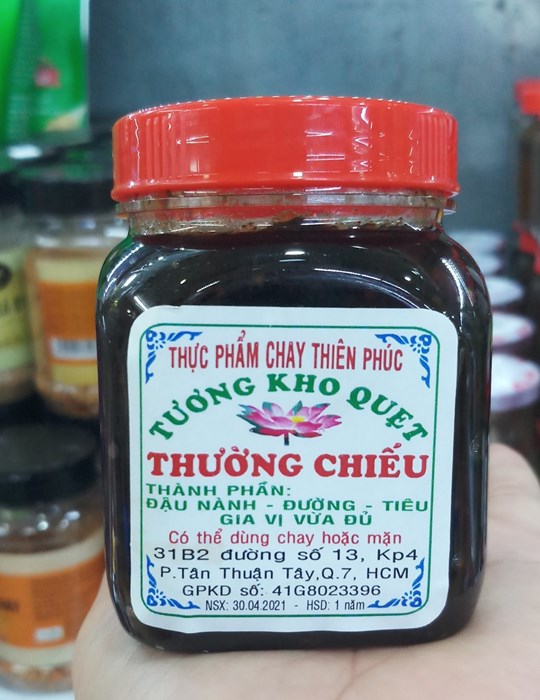 THỰC PHẨM CHAY THIÊN PHÚC
TƯƠNG KHO QUẸT
THƯỜNG CHIẾU
THÀNH PHẦN:
ĐẬU NÀNH - ĐƯỜNG - TIÊU
GIA VỊ VỪA ĐỦ
Có thể dùng chay hoặc mặn
31B2 đường số 13, Kp4
P.Tân Thuận Tây,Q.7, HCM
GPKD số: 41G8023396
NSX: 30.04.2021 - HSD: 1 năm